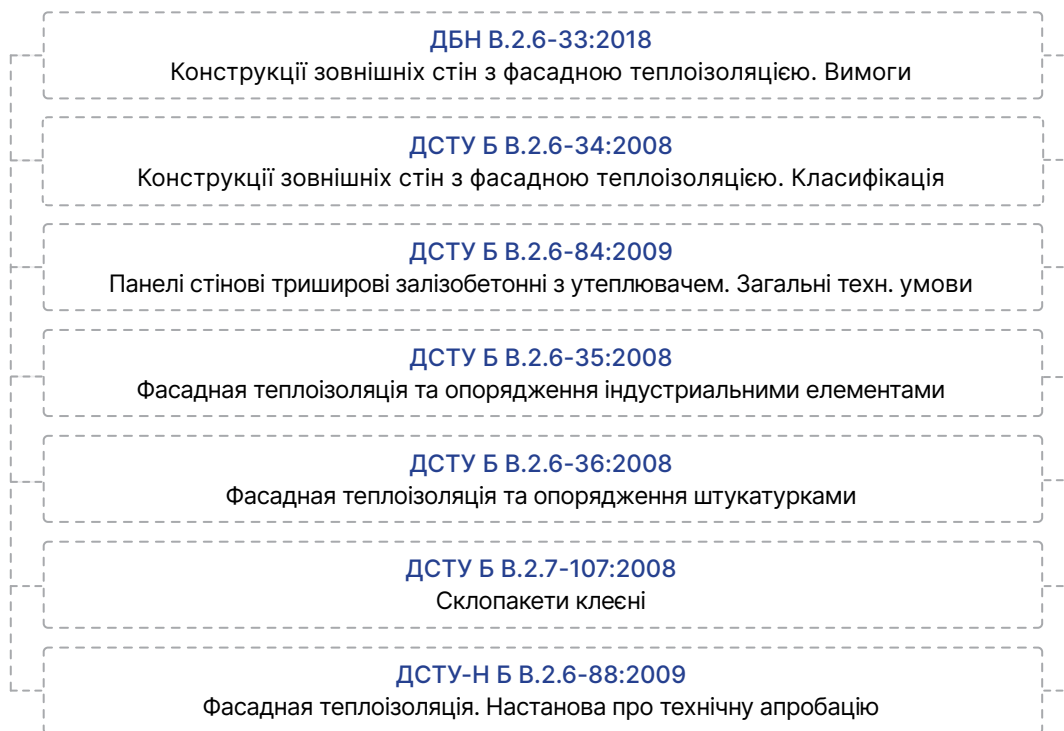 ДБН В.2.6-33:2018
Конструкції зовнішніх стін з фасадною теплоізоляцією. Вимоги
ДСТУ Б В.2.6-34:2008
Конструкції зовнішніх стін з фасадною теплоізоляцією. Класифікація
ДСТУ Б В.2.6-84:2009
Панелі стінові триширові залізобетонні з утеплювачем. Загальні техн. умови
ДСТУ Б В.2.6-35:2008
Фасадная теплоізоляція та опорядження індустриальними елементами
ДСТУ Б В.2.6-36:2008
Фасадная теплоізоляція та опорядження штукатурками
ДСТУ Б В.2.7-107:2008
Склопакети клеєні
ДСТУ-Н Б В.2.6-88:2009
Фасадная теплоізоляція. Настанова про технічну апробацію